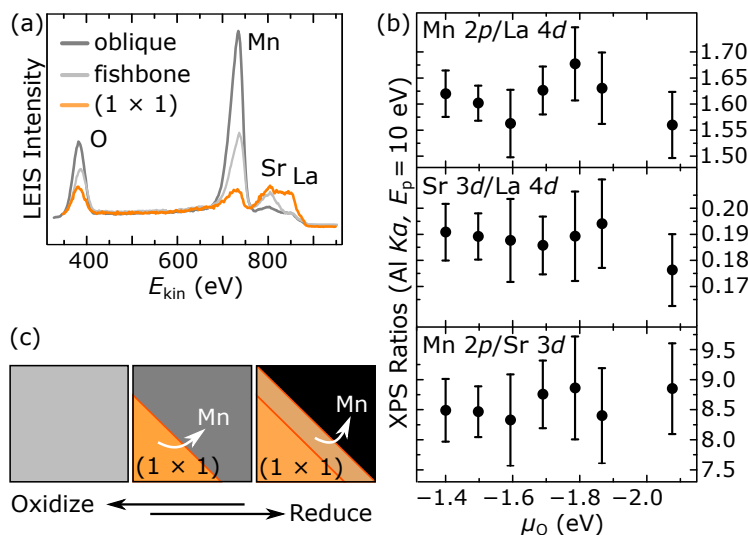 (a)
oblique
fishbone
(1 × 1)
Mn
O
Sr
La
LEIS Intensity
400
600
800
E_kin (eV)
(b)
Mn 2p/La 4d
1.70
1.65
1.60
1.55
1.50
Sr 3d/La 4d
0.20
0.19
0.18
0.17
Mn 2p/Sr 3d
9.5
9.0
8.5
8.0
7.5
XPS Ratios (Al Ka, E_p = 10 eV)
−1.4
−1.6
−1.8
−2.0
μ_O (eV)
(c)
Mn
(1 × 1)
Mn
(1 × 1)
Oxidize
Reduce